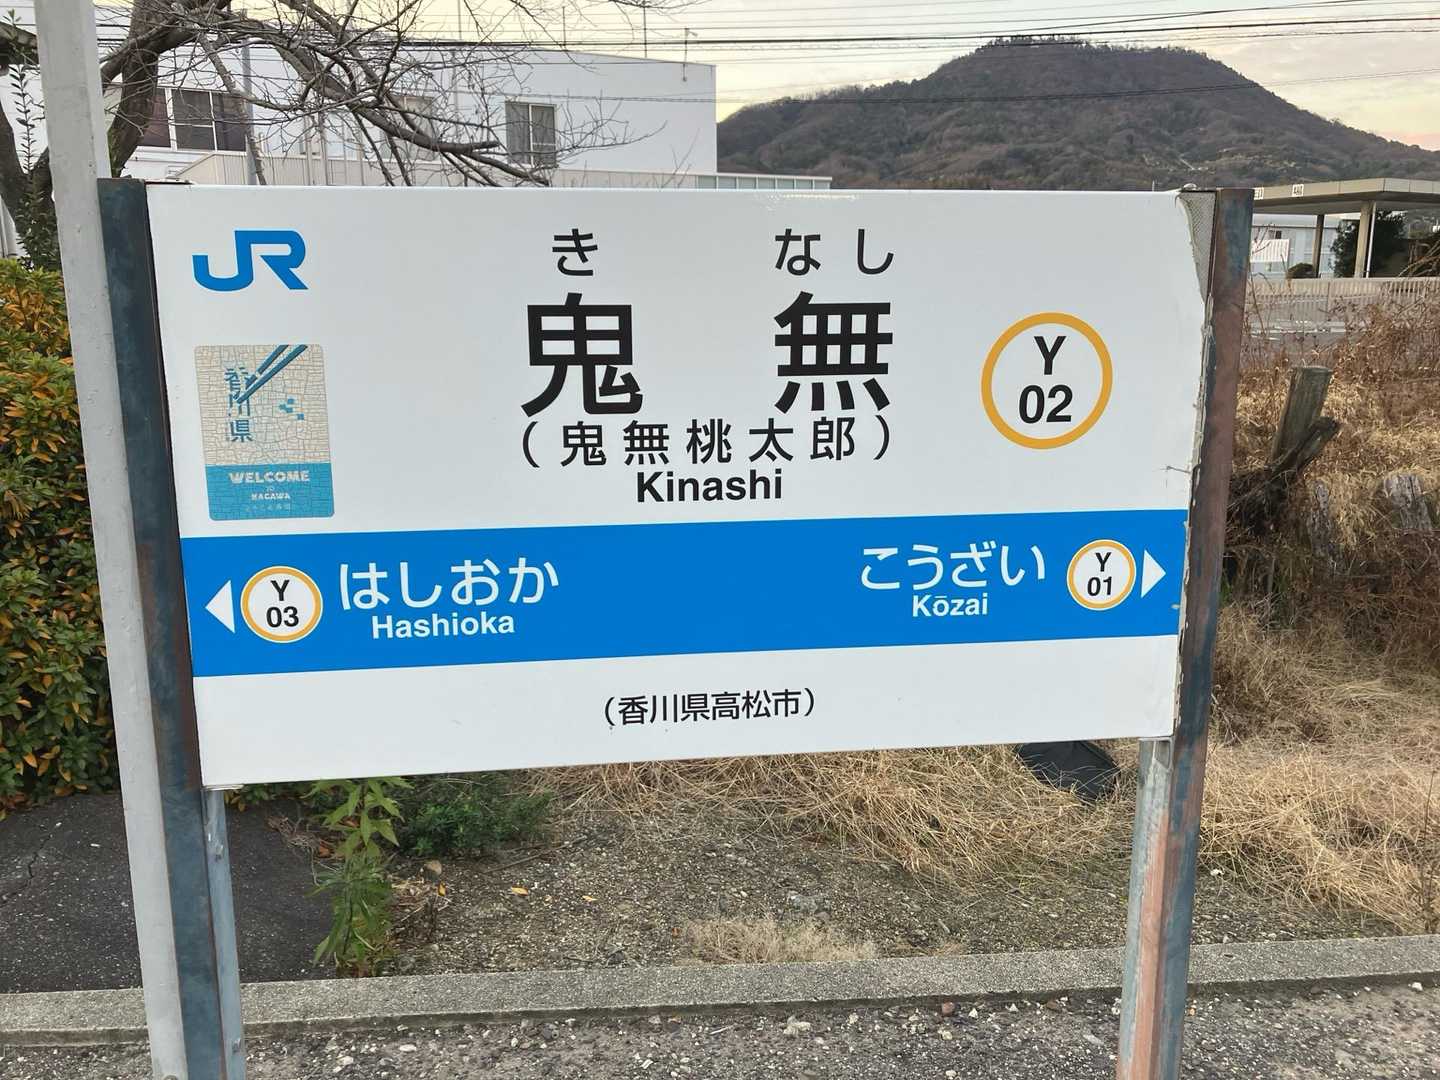 JR
き なし
鬼無
(鬼無桃太郎)
Kinashi
Y
02
香川県
WELCOME
TO
KAGAWA
Y
03
はしおか
Hashioka
こうざい
Kōzai
Y
01
(香川県高松市)